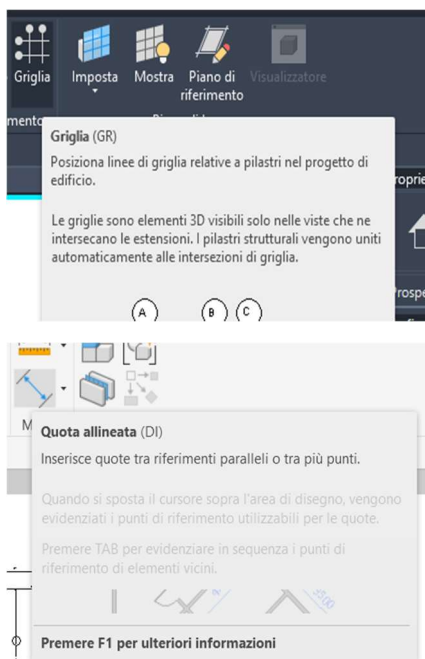 Griglia
Imposta
Mostra
Piano di
riferimento
Visualizzatore
mento
Griglia (GR)
Posiziona linee di griglia relative a pilastri nel progetto di
edificio.
Le griglie sono elementi 3D visibili solo nelle viste che ne
intersecano le estensioni. I pilastri strutturali vengono uniti
automaticamente alle intersezioni di griglia.
A B C
roprie
rospe
M
Quota allineata (DI)
Inserisce quote tra riferimenti paralleli o tra più punti.
Quando si sposta il cursore sopra l'area di disegno, vengono
evidenziati i punti di riferimento utilizzabili per le quote.
Premere TAB per evidenziare in sequenza i punti di
riferimento di elementi vicini.
Premere F1 per ulteriori informazioni